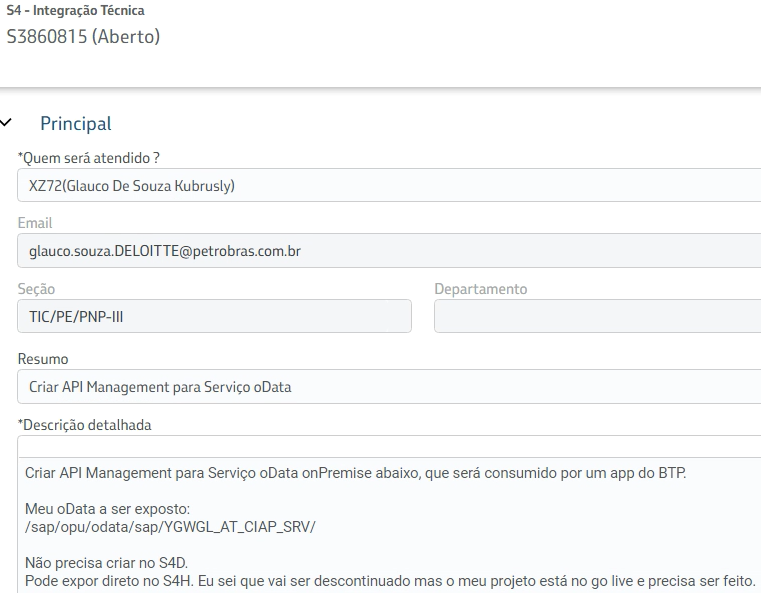 S4 - Integração Técnica
S3860815 (Aberto)
Principal
*Quem será atendido ?
XZ72(Glauco De Souza Kubrusly)
Email
glauco.souza.DELOITTE@petrobras.com.br
Seção
Departamento
TIC/PE/PNP-III
Resumo
Criar API Management para Serviço oData
*Descrição detalhada
Criar API Management para Serviço oData onPremise abaixo, que será consumido por um app do BTP.
Meu oData a ser exposto:
/sap/opu/odata/sap/YGWGL_AT_CIAP_SRV/
Não precisa criar no S4D.
Pode expor direto no S4H. Eu sei que vai ser descontinuado mas o meu projeto está no go live e precisa ser feito.